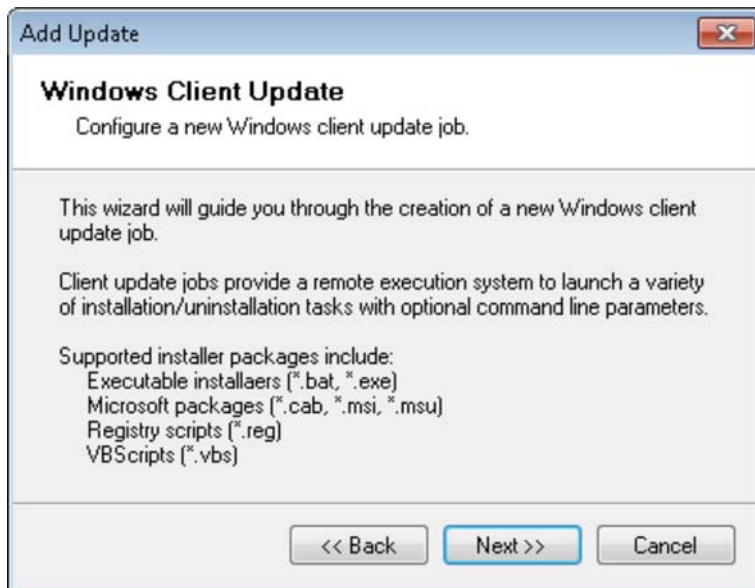 Add Update
Windows Client Update
Configure a new Windows client update job.
This wizard will guide you through the creation of a new Windows client
update job.
Client update jobs provide a remote execution system to launch a variety
of installation/uninstallation tasks with optional command line parameters.
Supported installer packages include:
Executable installaers (*.bat, *.exe)
Microsoft packages (*.cab, *.msi, *.msu)
Registry scripts (*.reg)
VBScripts (*.vbs)
<< Back Next >> Cancel